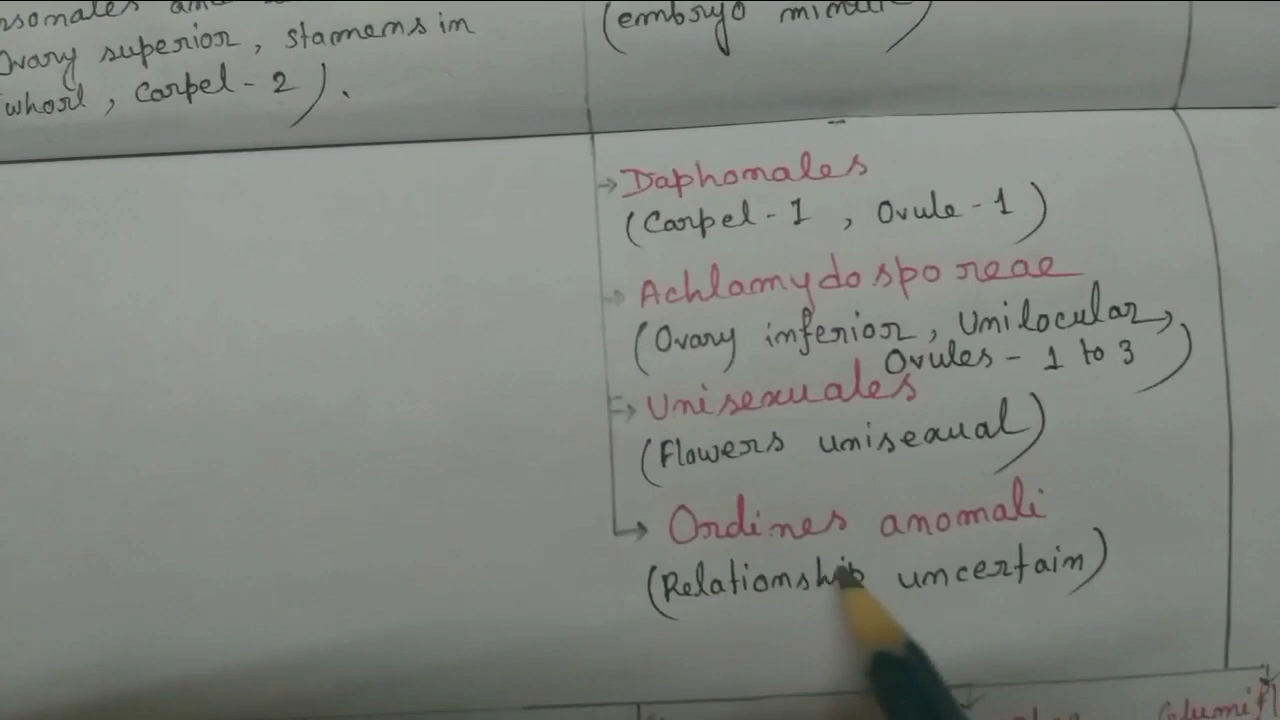 Ovary superior, stamens in
whorl, Carpel - 2).
(embryo
→ Daphonales
(Carpel - 1, Ovule - 1)
→ Achlamydosporeae
(Ovary inferior, Unilocular,
Ovules - 1 to 3)
→ Unisexuales
(Flowers unisexual)
→ Ordines anomali
(Relationship uncertain)